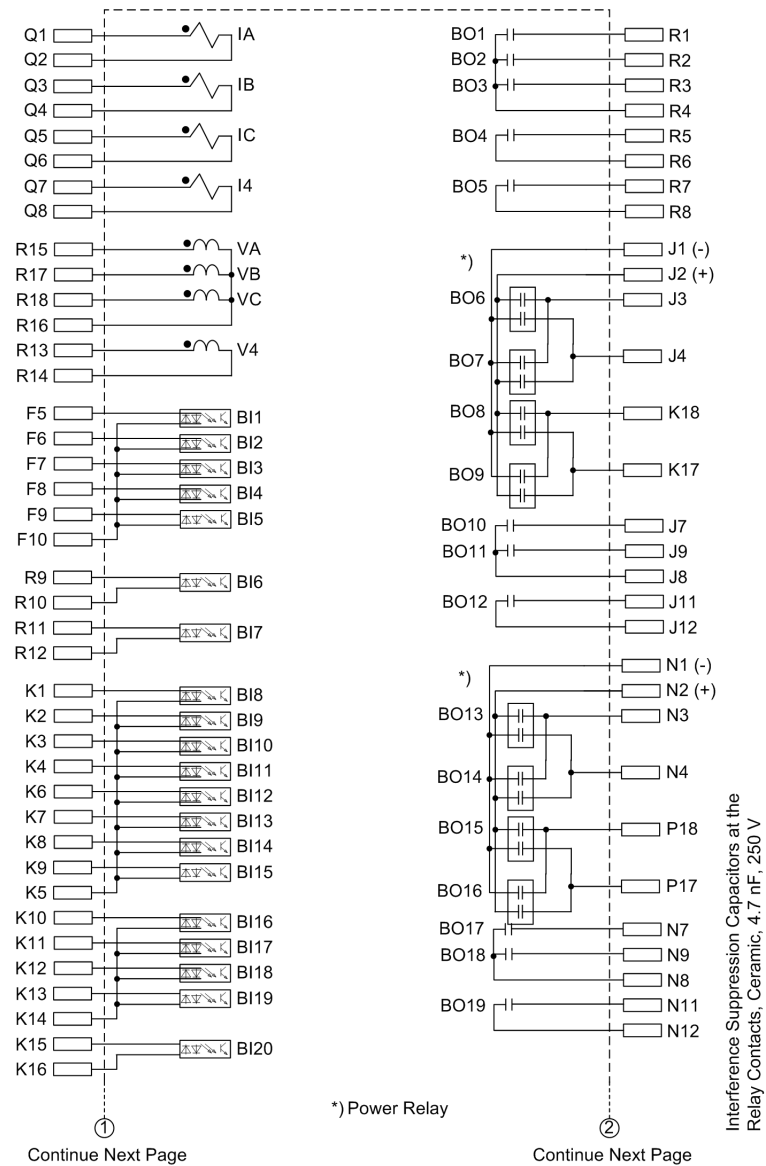 Q1 IA
Q2
Q3 IB
Q4
Q5 IC
Q6
Q7 I4
Q8
R15 VA
R17 VB
R18 VC
R16
R13 V4
R14
F5 BI1
F6 BI2
F7 BI3
F8 BI4
F9 BI5
F10
R9 BI6
R10
R11 BI7
R12
K1 BI8
K2 BI9
K3 BI10
K4 BI11
K6 BI12
K7 BI13
K8 BI14
K9 BI15
K5
K10 BI16
K11 BI17
K12 BI18
K13 BI19
K14
K15 BI20
K16
1
Continue Next Page
BO1 R1
BO2 R2
BO3 R3
R4
BO4 R5
R6
BO5 R7
R8
*) J1 (-)
J2 (+)
BO6 J3
BO7 J4
BO8 K18
BO9 K17
BO10 J7
BO11 J9
J8
BO12 J11
J12
*) N1 (-)
N2 (+)
BO13 N3
BO14 N4
BO15 P18
BO16 P17
BO17 N7
BO18 N9
N8
BO19 N11
N12
*) Power Relay
2
Continue Next Page
Interference Suppression Capacitors at the
Relay Contacts, Ceramic, 4.7 nF, 250 V